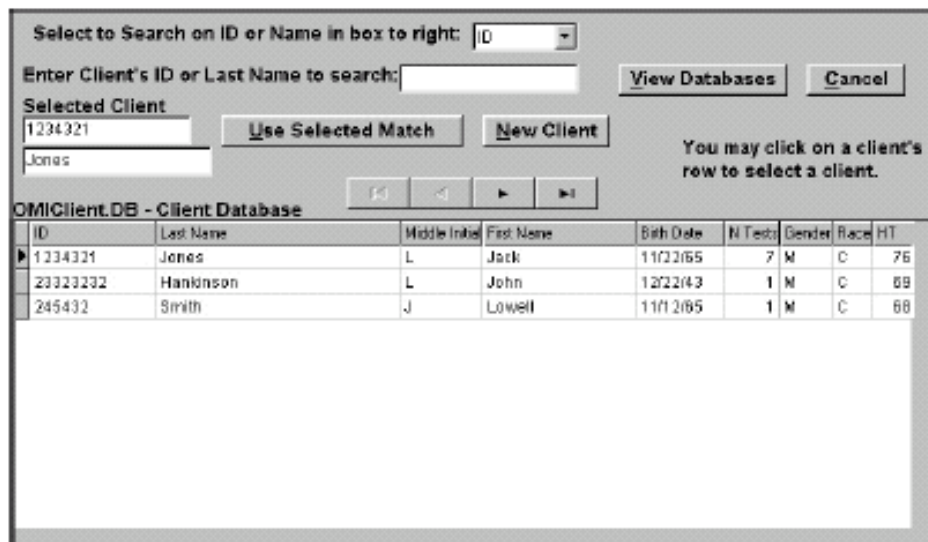 Select to Search on ID or Name in box to right: ID
Enter Client's ID or Last Name to search: View Databases Cancel
Selected Client
1234321 Use Selected Match New Client
Jones
You may click on a client's
row to select a client.
OMIClient.DB - Client Database
ID Last Name Middle Initial First Name Birth Date N Tests Gender Race HT
1234321 Jones L Jack 11/22/65 7 M C 76
23323232 Hankinson L John 12/22/43 1 M C 69
245432 Smith J Lowell 11/12/65 1 M C 68